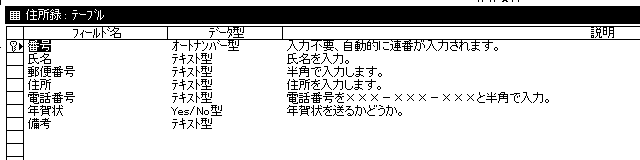 住所録 : テーブル
フィールド名 データ型 説明
番号 オートナンバー型 入力不要、自動的に連番が入力されます。
氏名 テキスト型 氏名を入力。
郵便番号 テキスト型 半角で入力します。
住所 テキスト型 住所を入力します。
電話番号 テキスト型 電話番号を×××-×××-×××と半角で入力。
年賀状 Yes/No型 年賀状を送るかどうか。
備考 テキスト型